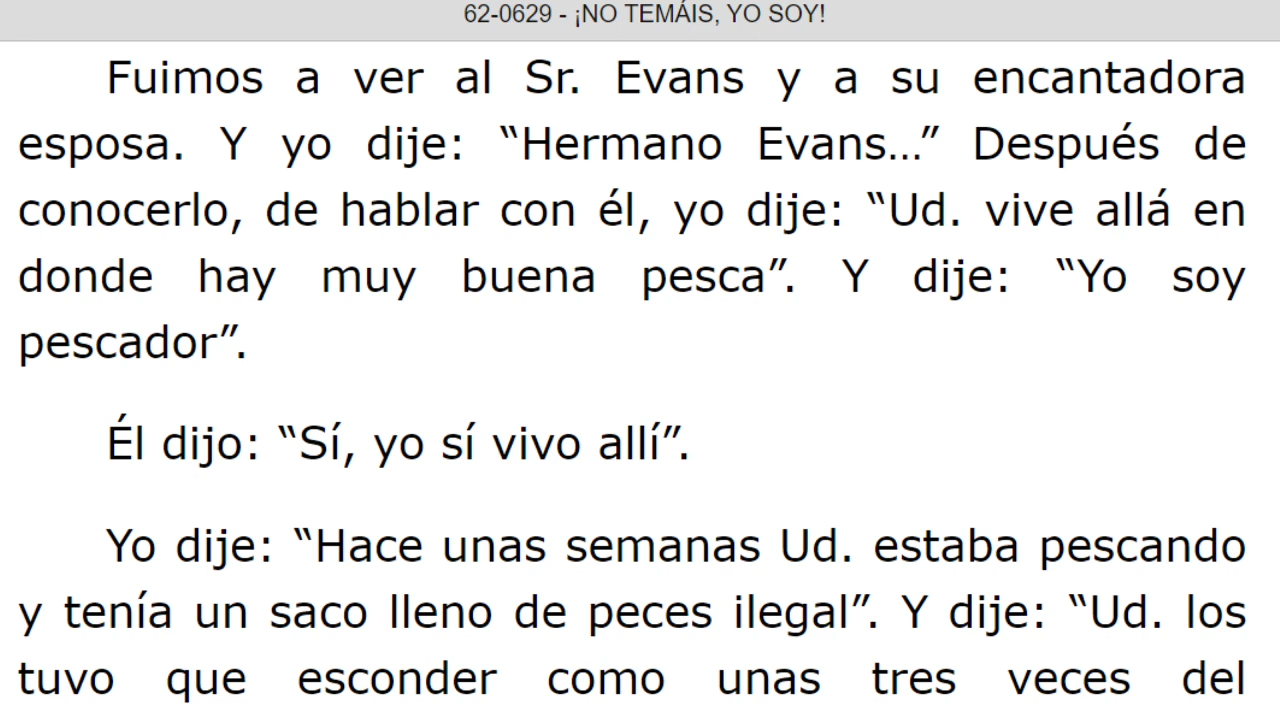 62-0629 - ¡NO TEMÁIS, YO SOY!
Fuimos a ver al Sr. Evans y a su encantadora
esposa. Y yo dije: “Hermano Evans…” Después de
conocerlo, de hablar con él, yo dije: “Ud. vive allá en
donde hay muy buena pesca”. Y dije: “Yo soy
pescador”.
Él dijo: “Sí, yo sí vivo allí”.
Yo dije: “Hace unas semanas Ud. estaba pescando
y tenía un saco lleno de peces ilegal”. Y dije: “Ud. los
tuvo que esconder como unas tres veces del